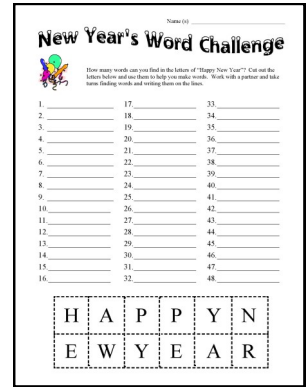 Name (s)
New Year's Word Challenge
How many words can you find in the letters of "Happy New Year"? Cut out the
letters below and use them to help you make words. Work with a partner and take
turns finding words and writing them on the lines.
1. 17. 33.
2. 18. 34.
3. 19. 35.
4. 20. 36.
5. 21. 37.
6. 22. 38.
7. 23. 39.
8. 24. 40.
9. 25. 41.
10. 26. 42.
11. 27. 43.
12. 28. 44.
13. 29. 45.
14. 30. 46.
15. 31. 47.
16. 32. 48.
H A P P Y N
E W Y E A R